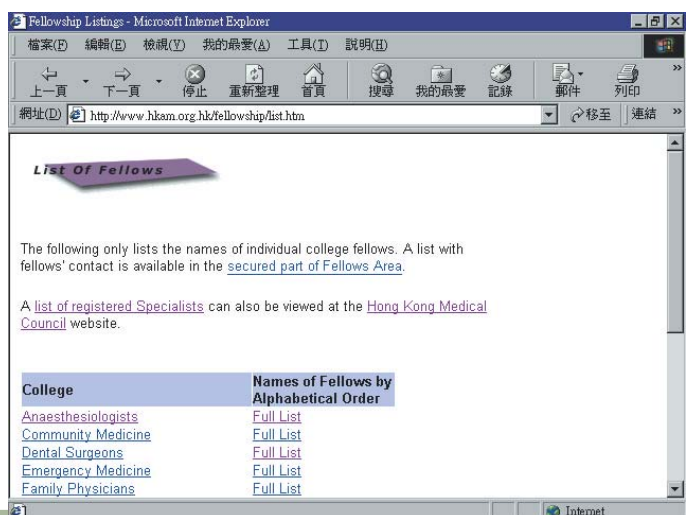 Fellowship Listings - Microsoft Internet Explorer
檔案(F) 編輯(E) 檢視(V) 我的最愛(A) 工具(T) 說明(H)
上一頁 下一頁 停止 重新整理 首頁 搜尋 我的最愛 記錄 郵件 列印
網址(D) http://www.hkam.org.hk/fellowship/list.htm 移至 連結
List Of Fellows
The following only lists the names of individual college fellows. A list with
fellows' contact is available in the secured part of Fellows Area.
A list of registered Specialists can also be viewed at the Hong Kong Medical
Council website.
College Names of Fellows by
Alphabetical Order
Anaesthesiologists Full List
Community Medicine Full List
Dental Surgeons Full List
Emergency Medicine Full List
Family Physicians Full List
Internet